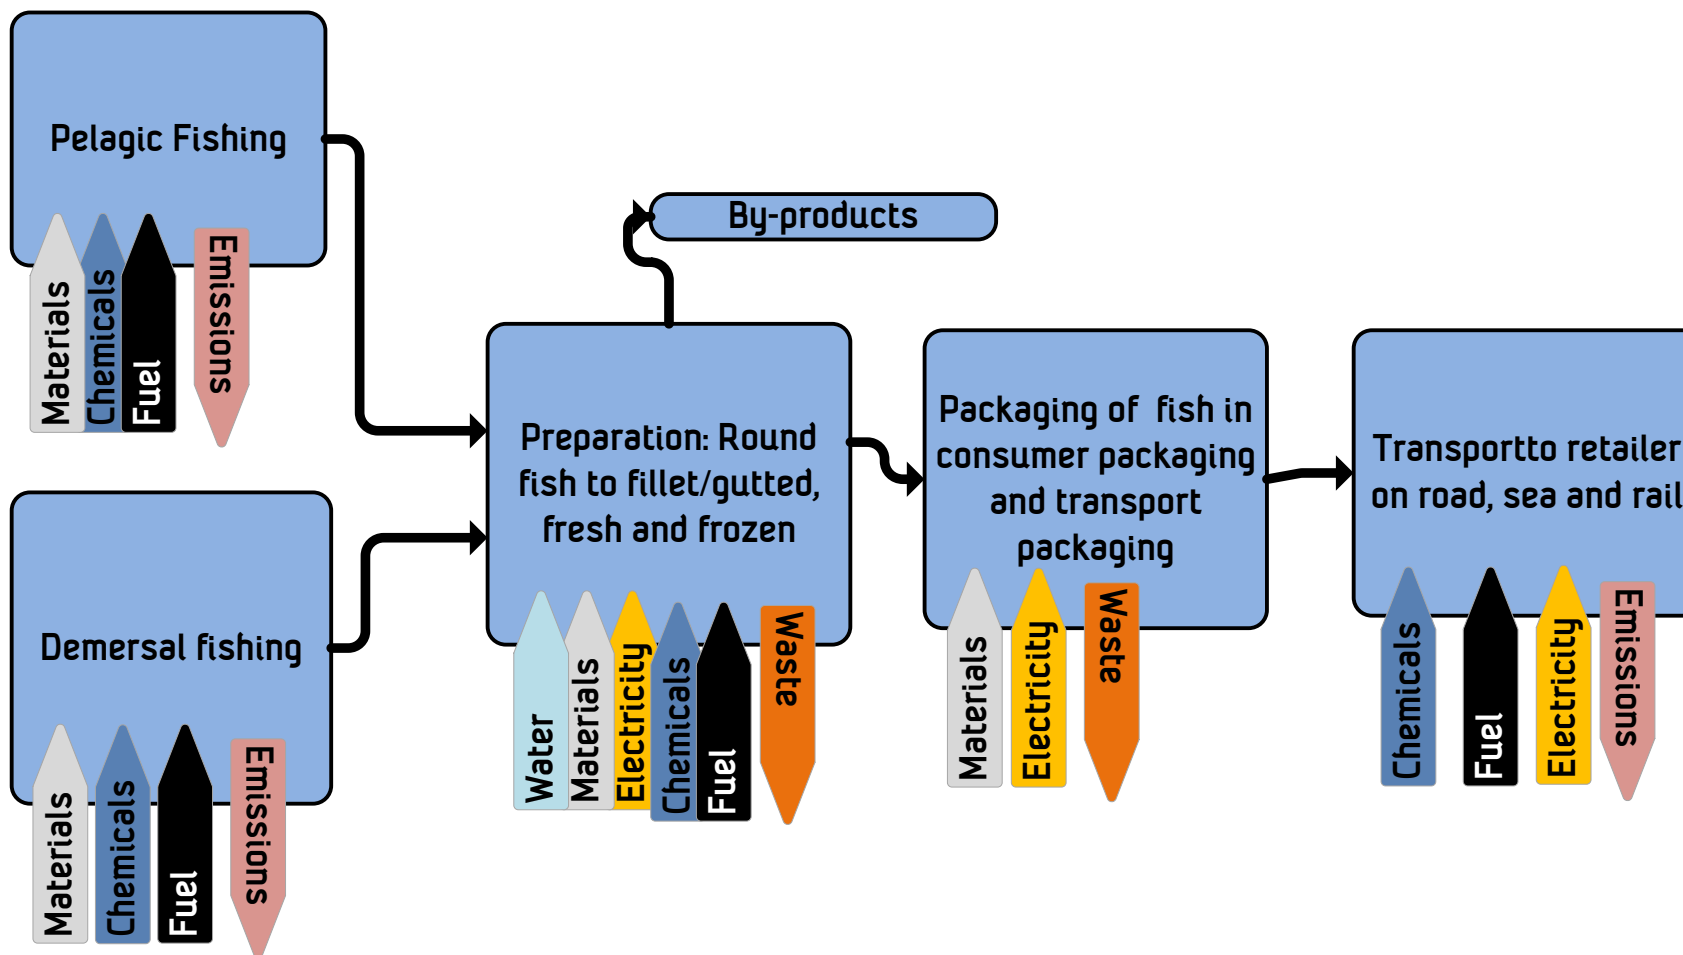 Pelagic Fishing
Materials
Chemicals
Fuel
Emissions
Demersal fishing
Materials
Chemicals
Fuel
Emissions
By-products
Preparation: Round
fish to fillet/gutted,
fresh and frozen
Water
Materials
Electricity
Chemicals
Fuel
Waste
Packaging of fish in
consumer packaging
and transport
packaging
Materials
Electricity
Waste
Transportto retailer
on road, sea and rail
Chemicals
Fuel
Electricity
Emissions